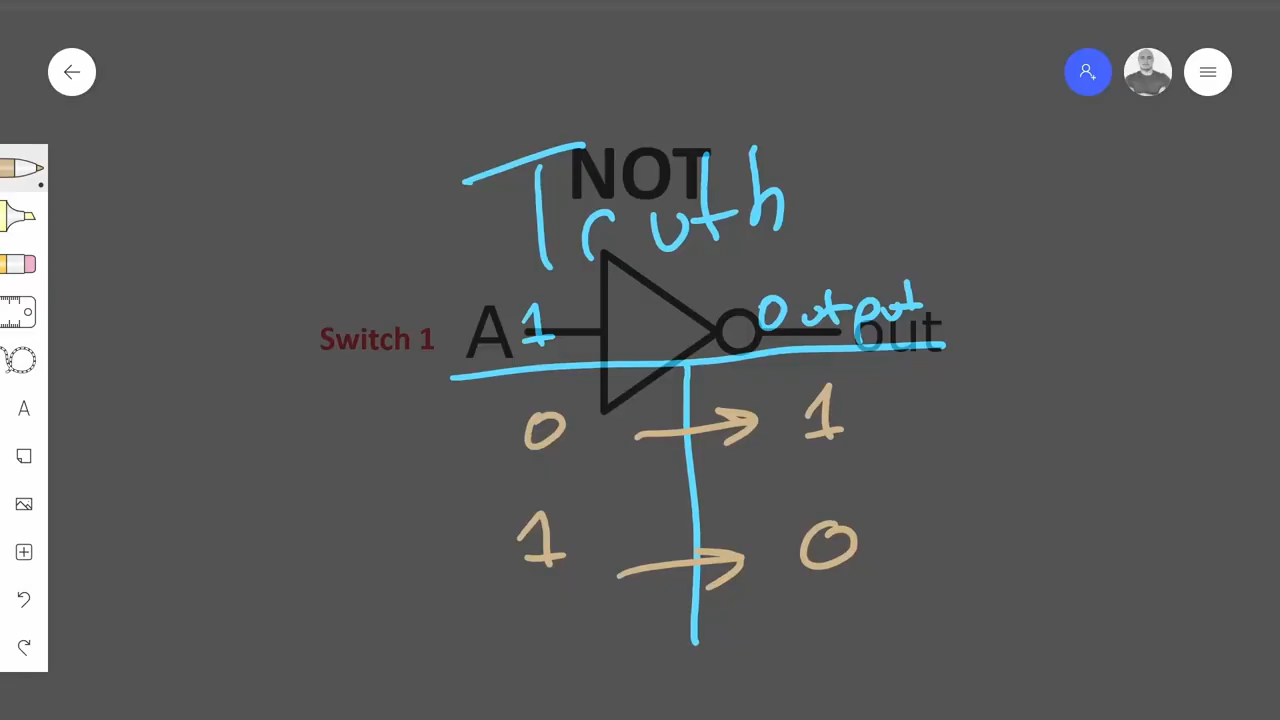 NOT
Truth
Switch 1 A out
1 Output
0 → 1
1 → 0
A